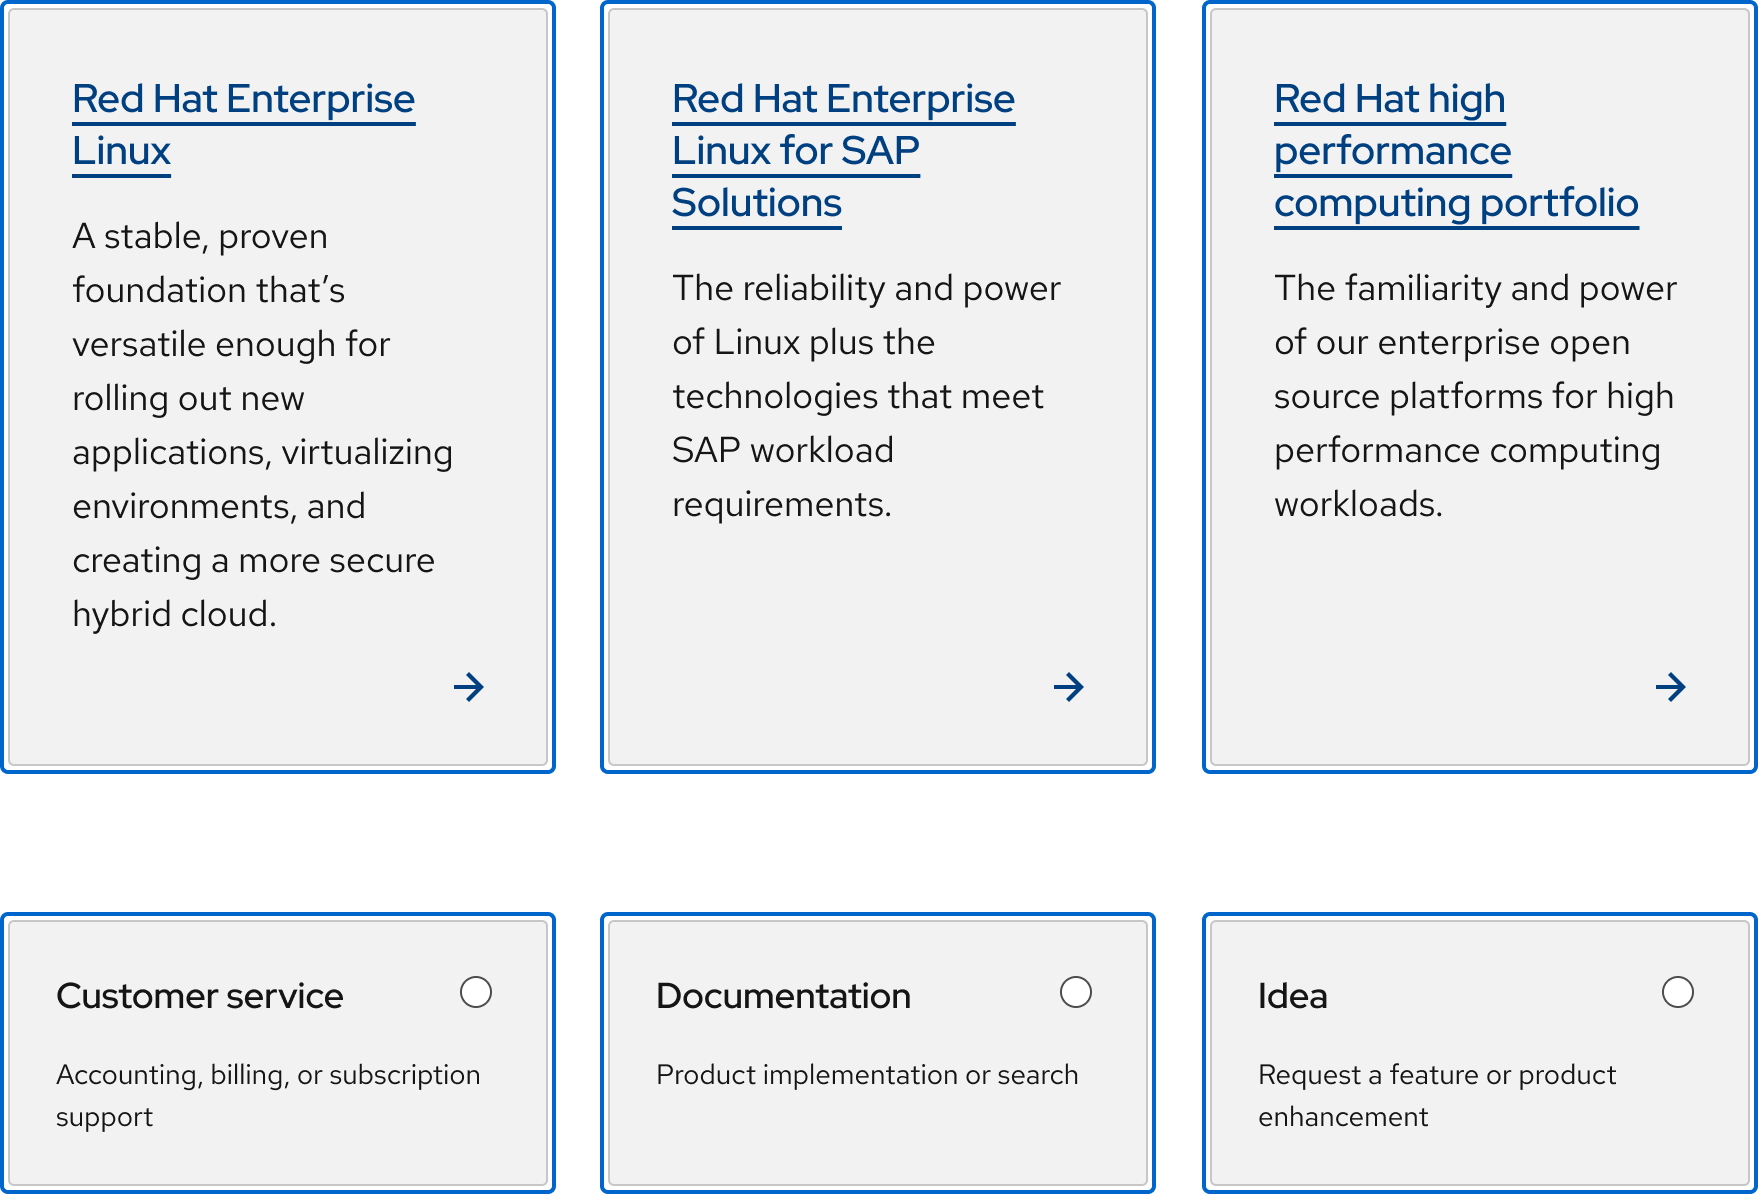 Red Hat Enterprise
Linux
A stable, proven
foundation that’s
versatile enough for
rolling out new
applications, virtualizing
environments, and
creating a more secure
hybrid cloud.
Red Hat Enterprise
Linux for SAP
Solutions
The reliability and power
of Linux plus the
technologies that meet
SAP workload
requirements.
Red Hat high
performance
computing portfolio
The familiarity and power
of our enterprise open
source platforms for high
performance computing
workloads.
Customer service
Accounting, billing, or subscription
support
Documentation
Product implementation or search
Idea
Request a feature or product
enhancement